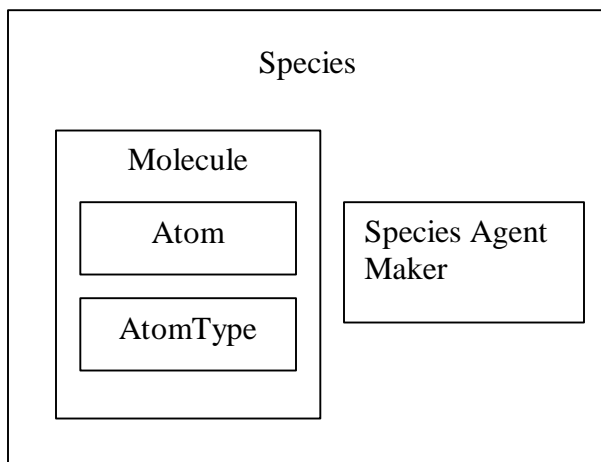 Species
Molecule
Atom
AtomType
Species Agent
Maker